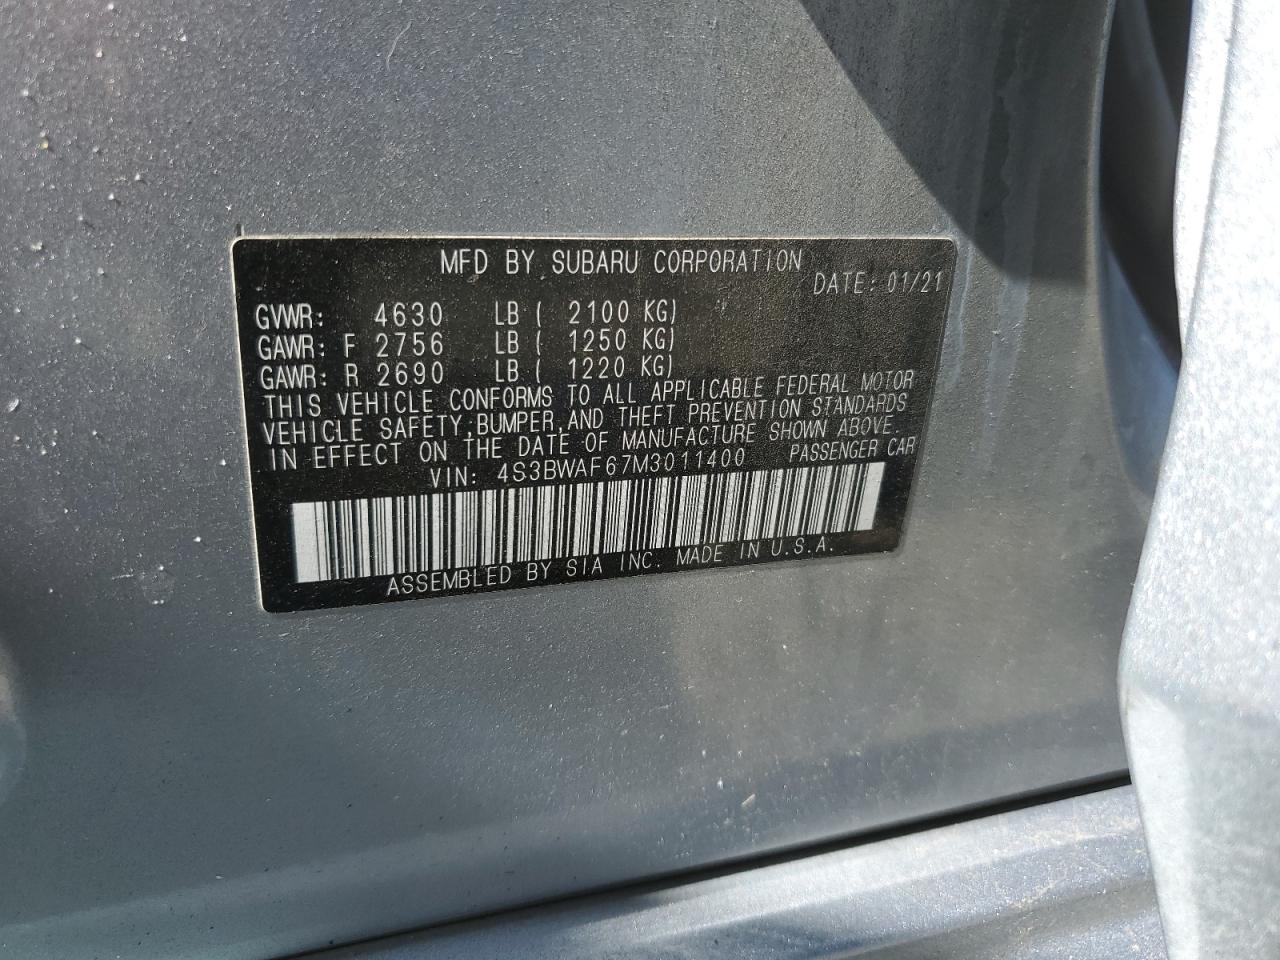 MFD BY SUBARU CORPORATION
DATE: 01/21
GVWR: 4630 LB ( 2100 KG)
GAWR: F 2756 LB ( 1250 KG)
GAWR: R 2690 LB ( 1220 KG)
THIS VEHICLE CONFORMS TO ALL APPLICABLE FEDERAL MOTOR
VEHICLE SAFETY, BUMPER, AND THEFT PREVENTION STANDARDS
IN EFFECT ON THE DATE OF MANUFACTURE SHOWN ABOVE.
VIN: 4S3BWAF67M3011400 PASSENGER CAR
ASSEMBLED BY SIA INC. MADE IN U.S.A.